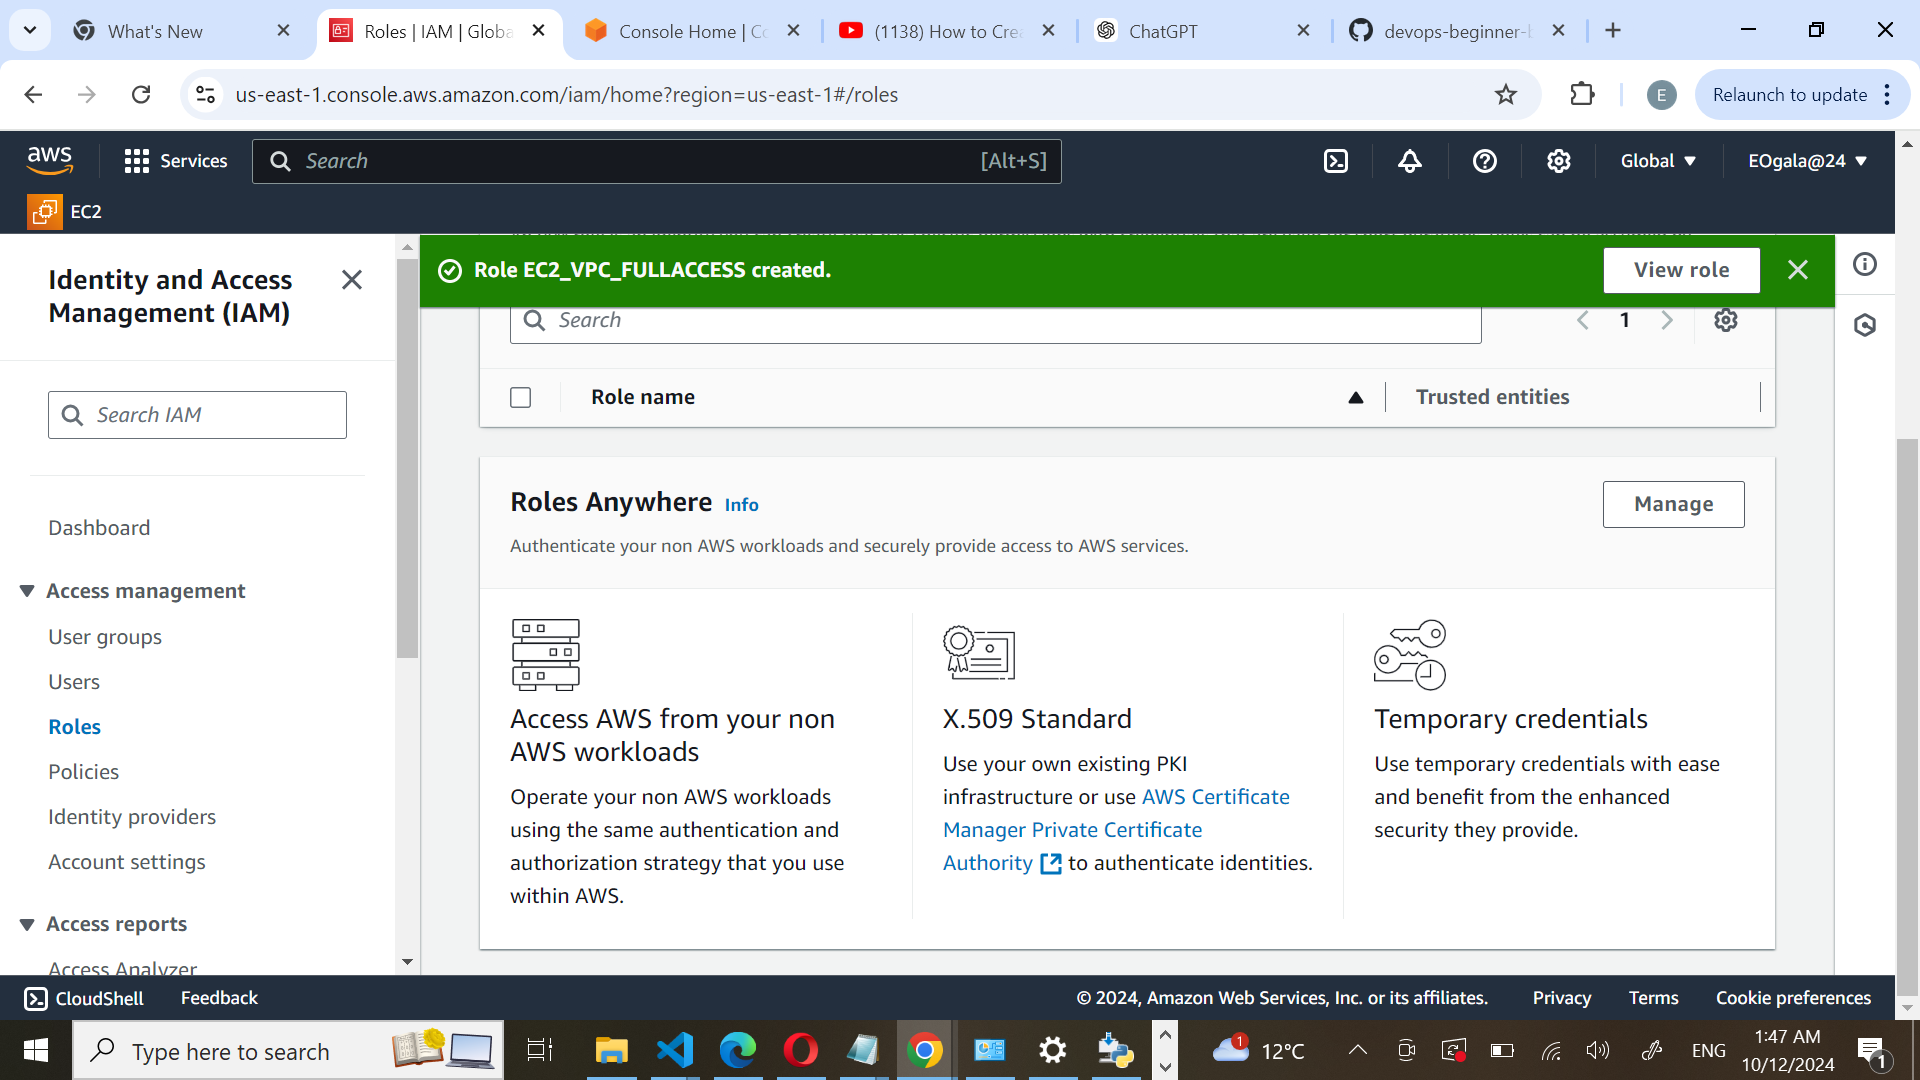 What's New
Roles | IAM | Globa
Console Home | Co
(1138) How to Crea
ChatGPT
devops-beginner-b
us-east-1.console.aws.amazon.com/iam/home?region=us-east-1#/roles
E
Relaunch to update
aws
Services
Search
[Alt+S]
Global
EOgala@24
EC2
Identity and Access
Management (IAM)
Search IAM
Dashboard
Access management
User groups
Users
Roles
Policies
Identity providers
Account settings
Access reports
Access Analyzer
Role EC2_VPC_FULLACCESS created.
View role
Search
1
Role name
Trusted entities
Roles Anywhere Info
Manage
Authenticate your non AWS workloads and securely provide access to AWS services.
Access AWS from your non
AWS workloads
Operate your non AWS workloads
using the same authentication and
authorization strategy that you use
within AWS.
X.509 Standard
Use your own existing PKI
infrastructure or use AWS Certificate
Manager Private Certificate
Authority to authenticate identities.
Temporary credentials
Use temporary credentials with ease
and benefit from the enhanced
security they provide.
CloudShell
Feedback
© 2024, Amazon Web Services, Inc. or its affiliates.
Privacy
Terms
Cookie preferences
Type here to search
1
12°C
ENG
1:47 AM
10/12/2024
1